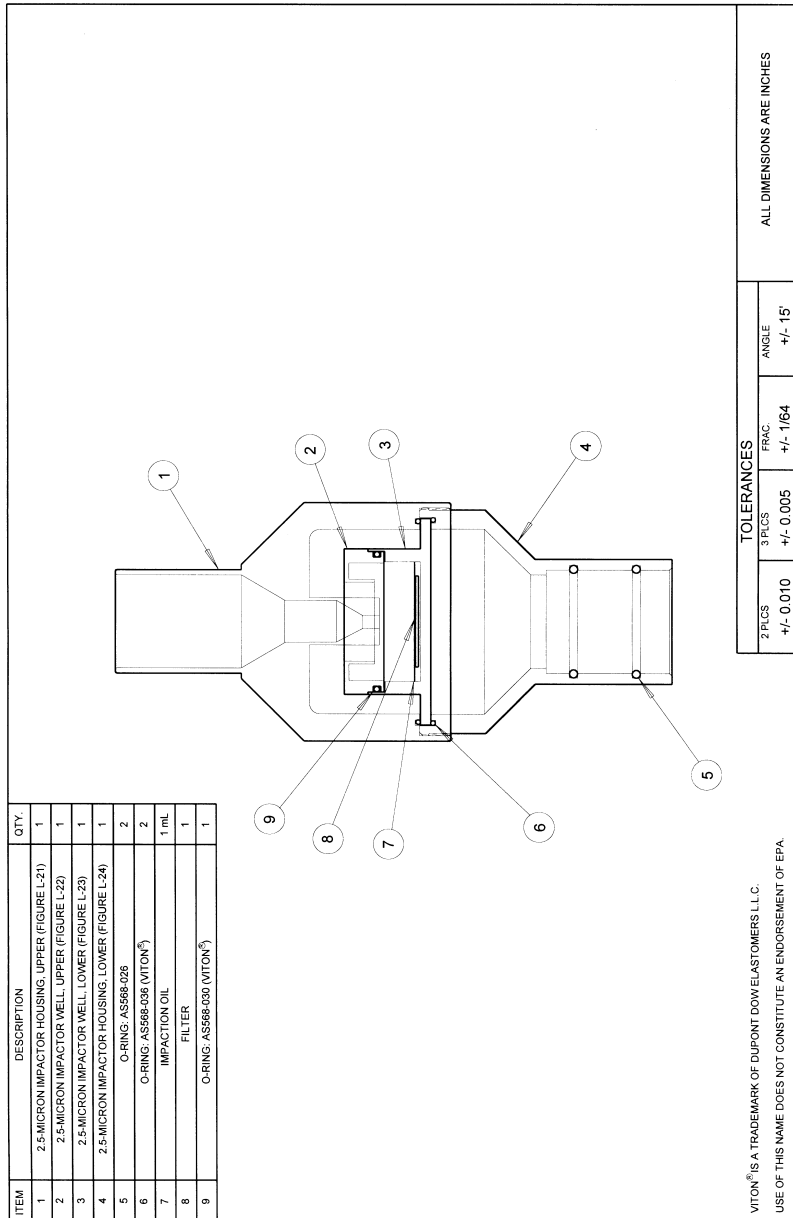 ITEM DESCRIPTION QTY.
1 2.5-MICRON IMPACTOR HOUSING, UPPER (FIGURE L-21) 1
2 2.5-MICRON IMPACTOR WELL, UPPER (FIGURE L-22) 1
3 2.5-MICRON IMPACTOR WELL, LOWER (FIGURE L-23) 1
4 2.5-MICRON IMPACTOR HOUSING, LOWER (FIGURE L-24) 1
5 O-RING: AS568-026 2
6 O-RING: AS568-036 (VITON®) 2
7 IMPACTION OIL 1 mL
8 FILTER 1
9 O-RING: AS568-030 (VITON®) 1
1
2
3
4
5
6
7
8
9
VITON® IS A TRADEMARK OF DUPONT DOW ELASTOMERS L.L.C.
USE OF THIS NAME DOES NOT CONSTITUTE AN ENDORSEMENT OF EPA.
TOLERANCES
2 PLCS 3 PLCS FRAC. ANGLE
+/- 0.010 +/- 0.005 +/- 1/64 +/- 15'
ALL DIMENSIONS ARE INCHES